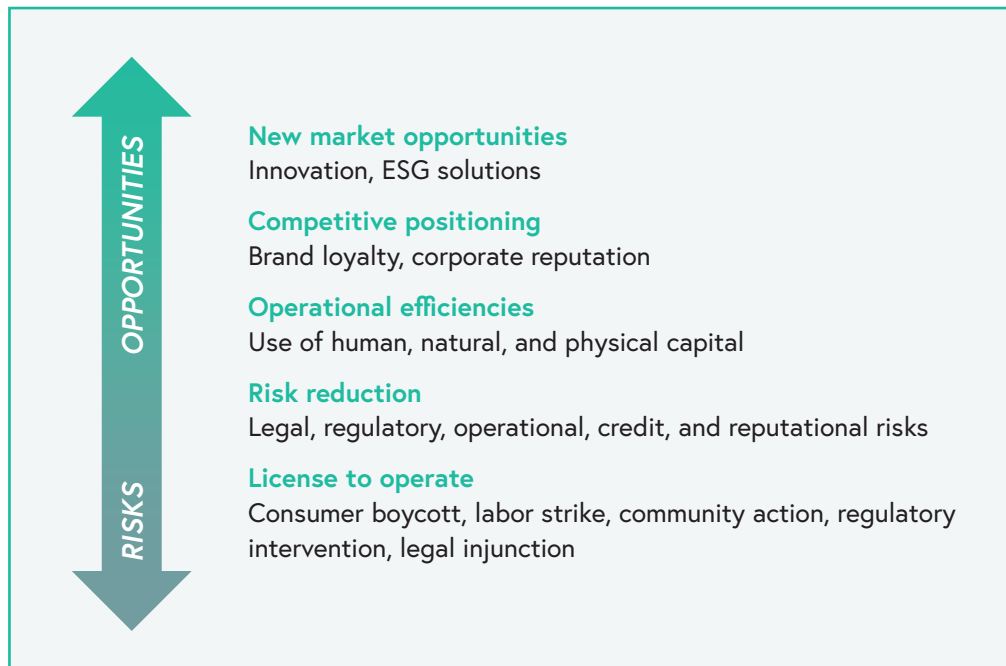 OPPORTUNITIES
RISKS
New market opportunities
Innovation, ESG solutions
Competitive positioning
Brand loyalty, corporate reputation
Operational efficiencies
Use of human, natural, and physical capital
Risk reduction
Legal, regulatory, operational, credit, and reputational risks
License to operate
Consumer boycott, labor strike, community action, regulatory
intervention, legal injunction